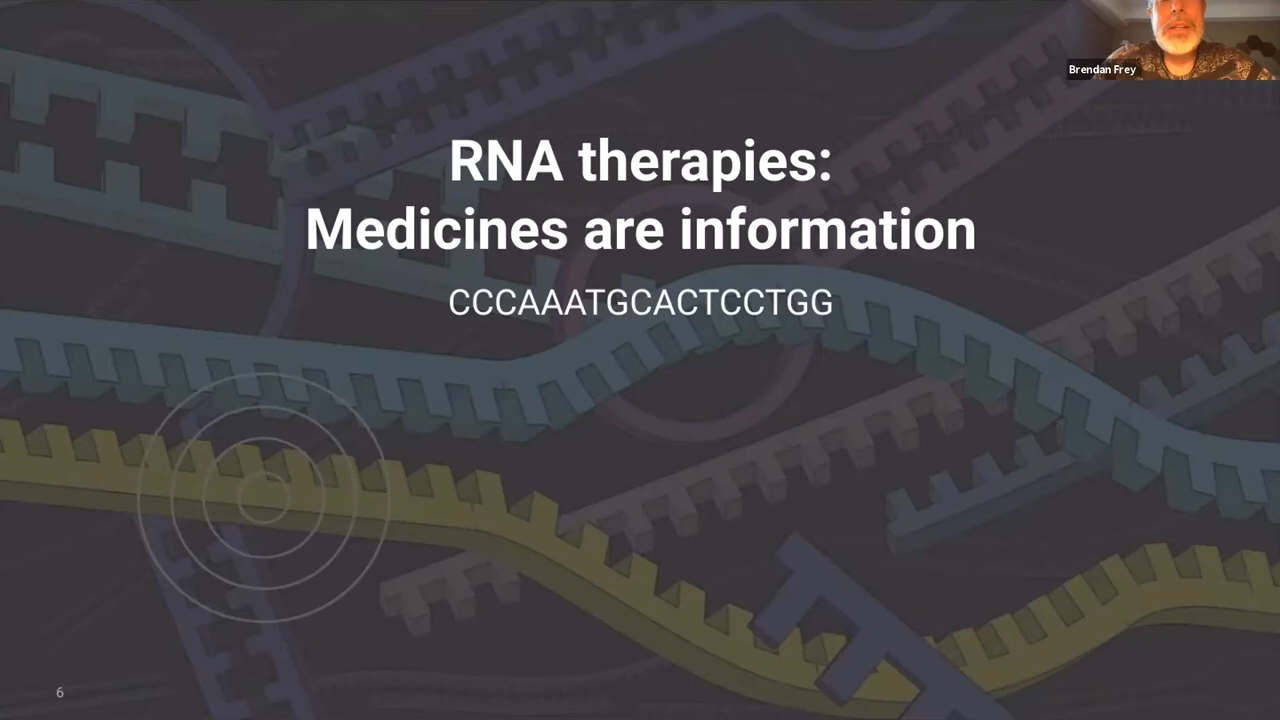 Brendan Frey
RNA therapies:
Medicines are information
CCCAAATGCACTCCTGG
6